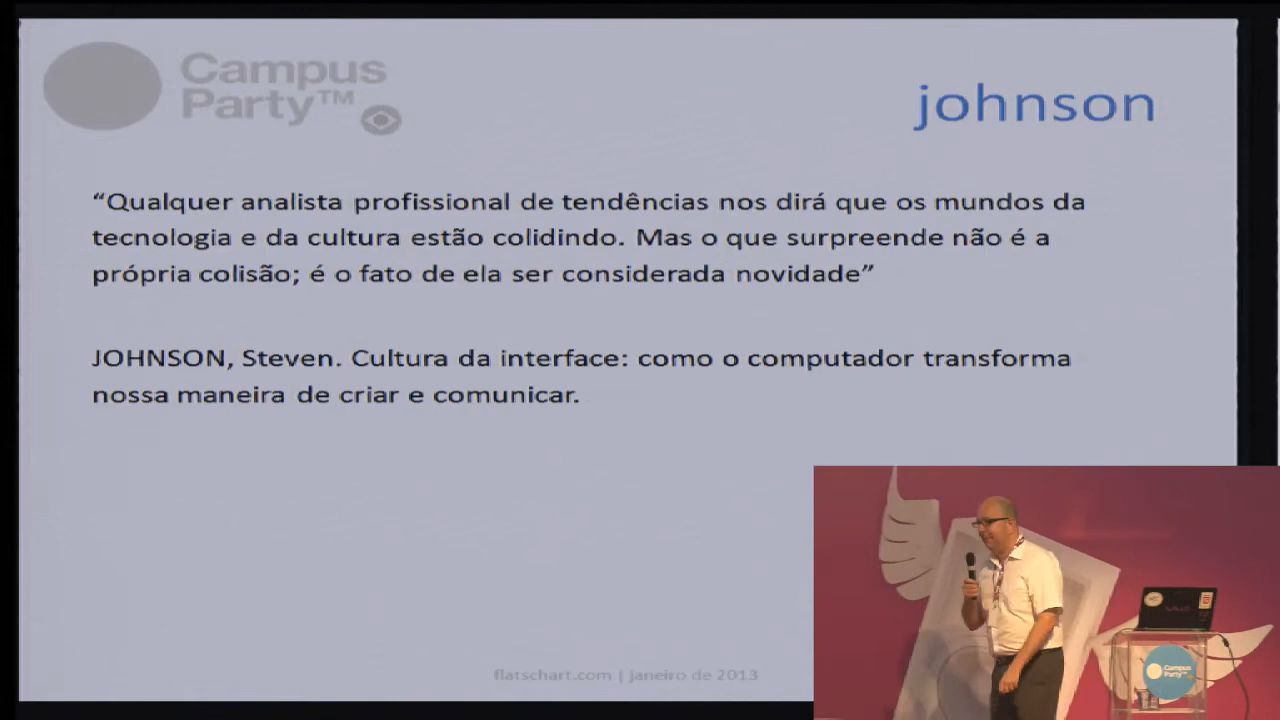 Campus
Party™
johnson
“Qualquer analista profissional de tendências nos dirá que os mundos da
tecnologia e da cultura estão colidindo. Mas o que surpreende não é a
própria colisão; é o fato de ela ser considerada novidade”
JOHNSON, Steven. Cultura da interface: como o computador transforma
nossa maneira de criar e comunicar.
flatschart.com | janeiro de 2013
Campus
Party